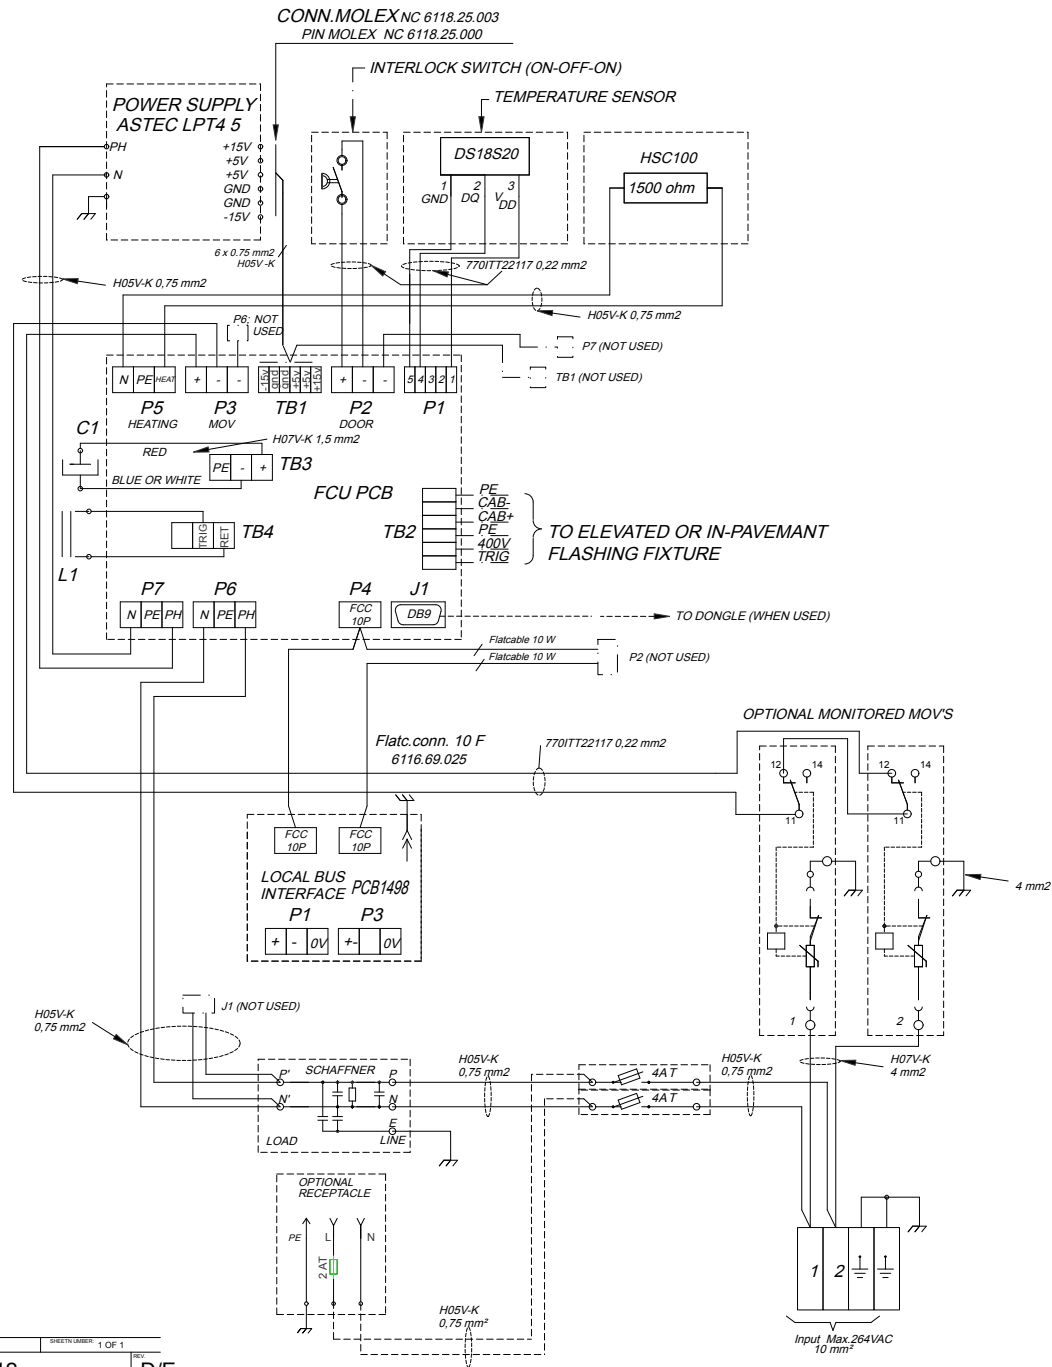 CONN.MOLEX NC 6118.25.003
PIN MOLEX NC 6118.25.000
INTERLOCK SWITCH (ON-OFF-ON)
TEMPERATURE SENSOR
POWER SUPPLY
ASTEC LPT4 5
PH
N
+15V
+5V
+5V
GND
GND
-15V
DS18S20
1 2 3
GND DQ V DD
HSC100
1500 ohm
6 x 0.75 mm2
H05V -K
770ITT22117 0,22 mm2
H05V-K 0,75 mm2
H05V-K 0,75 mm2
P6: NOT
USED
P7 (NOT USED)
TB1 (NOT USED)
N PE HEAT
+ - -
-15v gnd gnd +5v +5v +15v
+ - -
5 4 3 2 1
P5
HEATING
P3
MOV
TB1
P2
DOOR
P1
C1
RED
H07V-K 1,5 mm2
BLUE OR WHITE
PE - +
TB3
FCU PCB
TRIG RET
TB4
L1
TB2
PE
CAB-
CAB+
PE
400V
TRIG
TO ELEVATED OR IN-PAVEMANT
FLASHING FIXTURE
P7 P6 P4 J1
N PE PH
N PE PH
FCC
10P
DB9
TO DONGLE (WHEN USED)
Flatcable 10 W
Flatcable 10 W
P2 (NOT USED)
OPTIONAL MONITORED MOV'S
Flatc.conn. 10 F
6116.69.025
770ITT22117 0,22 mm2
12 14
11
12 14
11
FCC
10P
FCC
10P
LOCAL BUS
INTERFACE PCB1498
P1 P3
+ - 0V
+- 0V
4 mm2
1 2
J1 (NOT USED)
H05V-K
0,75 mm2
H07V-K
4 mm2
SCHAFFNER
P' P
N' N
E
LINE
LOAD
H05V-K
0,75 mm2
4A T
4A T
H05V-K
0,75 mm2
OPTIONAL
RECEPTACLE
PE L N
2 AT
H05V-K
0,75 mm²
1 2
Input Max.264VAC
10 mm²
SHEETN UMBER: 1 OF 1
REV.
D/E